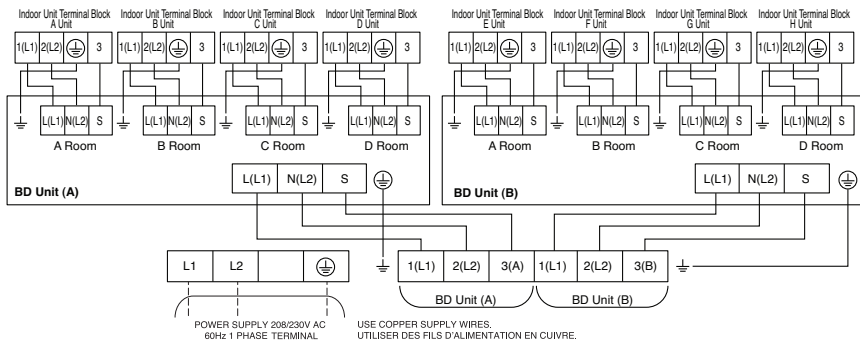 Indoor Unit Terminal Block Indoor Unit Terminal Block Indoor Unit Terminal Block Indoor Unit Terminal Block Indoor Unit Terminal Block Indoor Unit Terminal Block Indoor Unit Terminal Block Indoor Unit Terminal Block
A Unit B Unit C Unit D Unit E Unit F Unit G Unit H Unit
1(L1) 2(L2) 3 1(L1) 2(L2) 3 1(L1) 2(L2) 3 1(L1) 2(L2) 3 1(L1) 2(L2) 3 1(L1) 2(L2) 3 1(L1) 2(L2) 3 1(L1) 2(L2) 3
L(L1) N(L2) S L(L1) N(L2) S L(L1) N(L2) S L(L1) N(L2) S L(L1) N(L2) S L(L1) N(L2) S L(L1) N(L2) S L(L1) N(L2) S
A Room B Room C Room D Room A Room B Room C Room D Room
BD Unit (A) L(L1) N(L2) S BD Unit (B) L(L1) N(L2) S
L1 L2 1(L1) 2(L2) 3(A) 1(L1) 2(L2) 3(B)
BD Unit (A) BD Unit (B)
POWER SUPPLY 208/230V AC USE COPPER SUPPLY WIRES.
60Hz 1 PHASE TERMINAL UTILISER DES FILS D'ALIMENTATION EN CUIVRE.